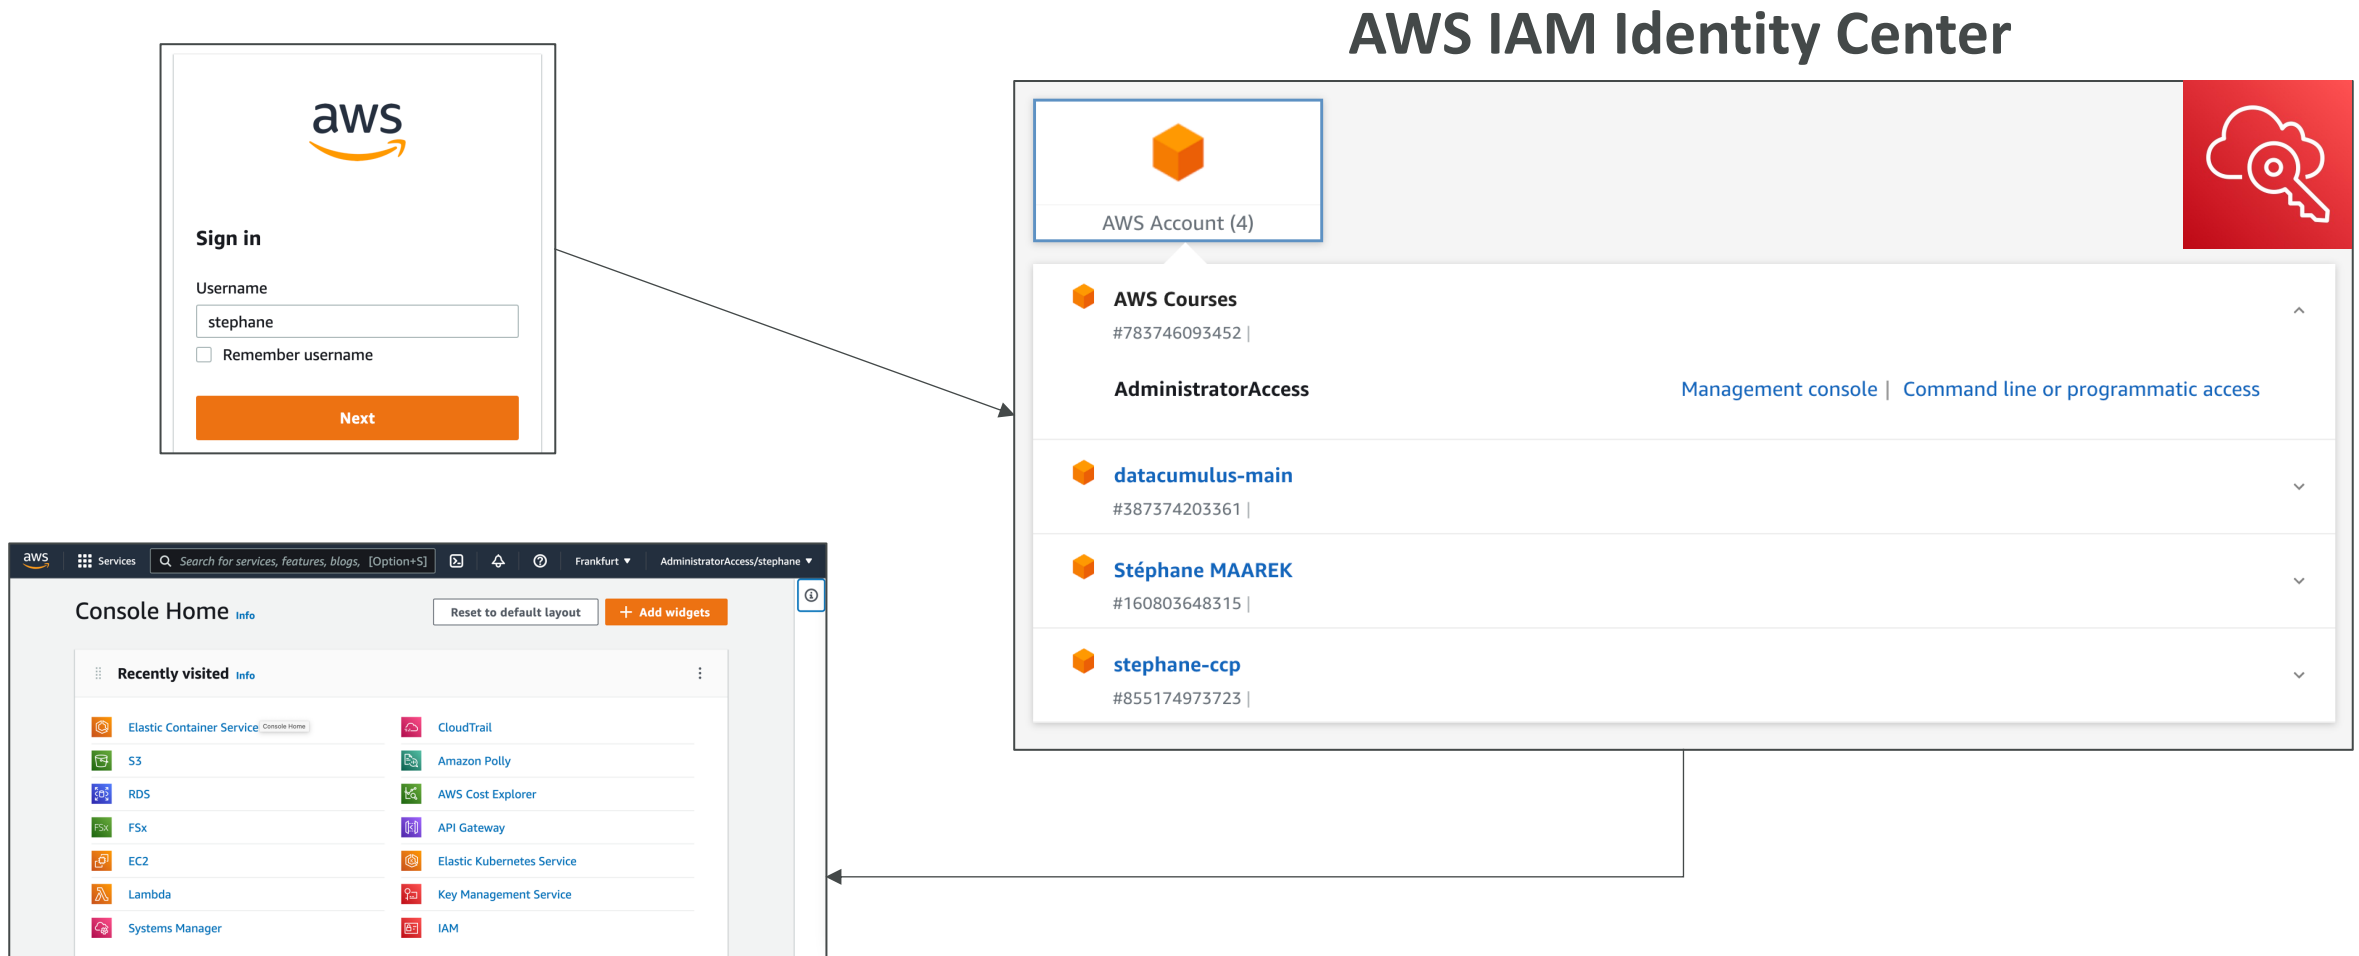 AWS IAM Identity Center
aws
Sign in
Username
stephane
Remember username
Next
AWS Account (4)
AWS Courses
#783746093452 |
AdministratorAccess
Management console | Command line or programmatic access
datacumulus-main
#387374203361 |
Stéphane MAAREK
#160803648315 |
stephane-ccp
#855174973723 |
aws Services Search for services, features, blogs, [Option+S] Frankfurt ▼ AdministratorAccess/stephane ▼
Console Home Info
Reset to default layout
+ Add widgets
Recently visited Info
Elastic Container Service Console Home
S3
RDS
FSx FSx
EC2
Lambda
Systems Manager
CloudTrail
Amazon Polly
AWS Cost Explorer
API Gateway
Elastic Kubernetes Service
Key Management Service
IAM